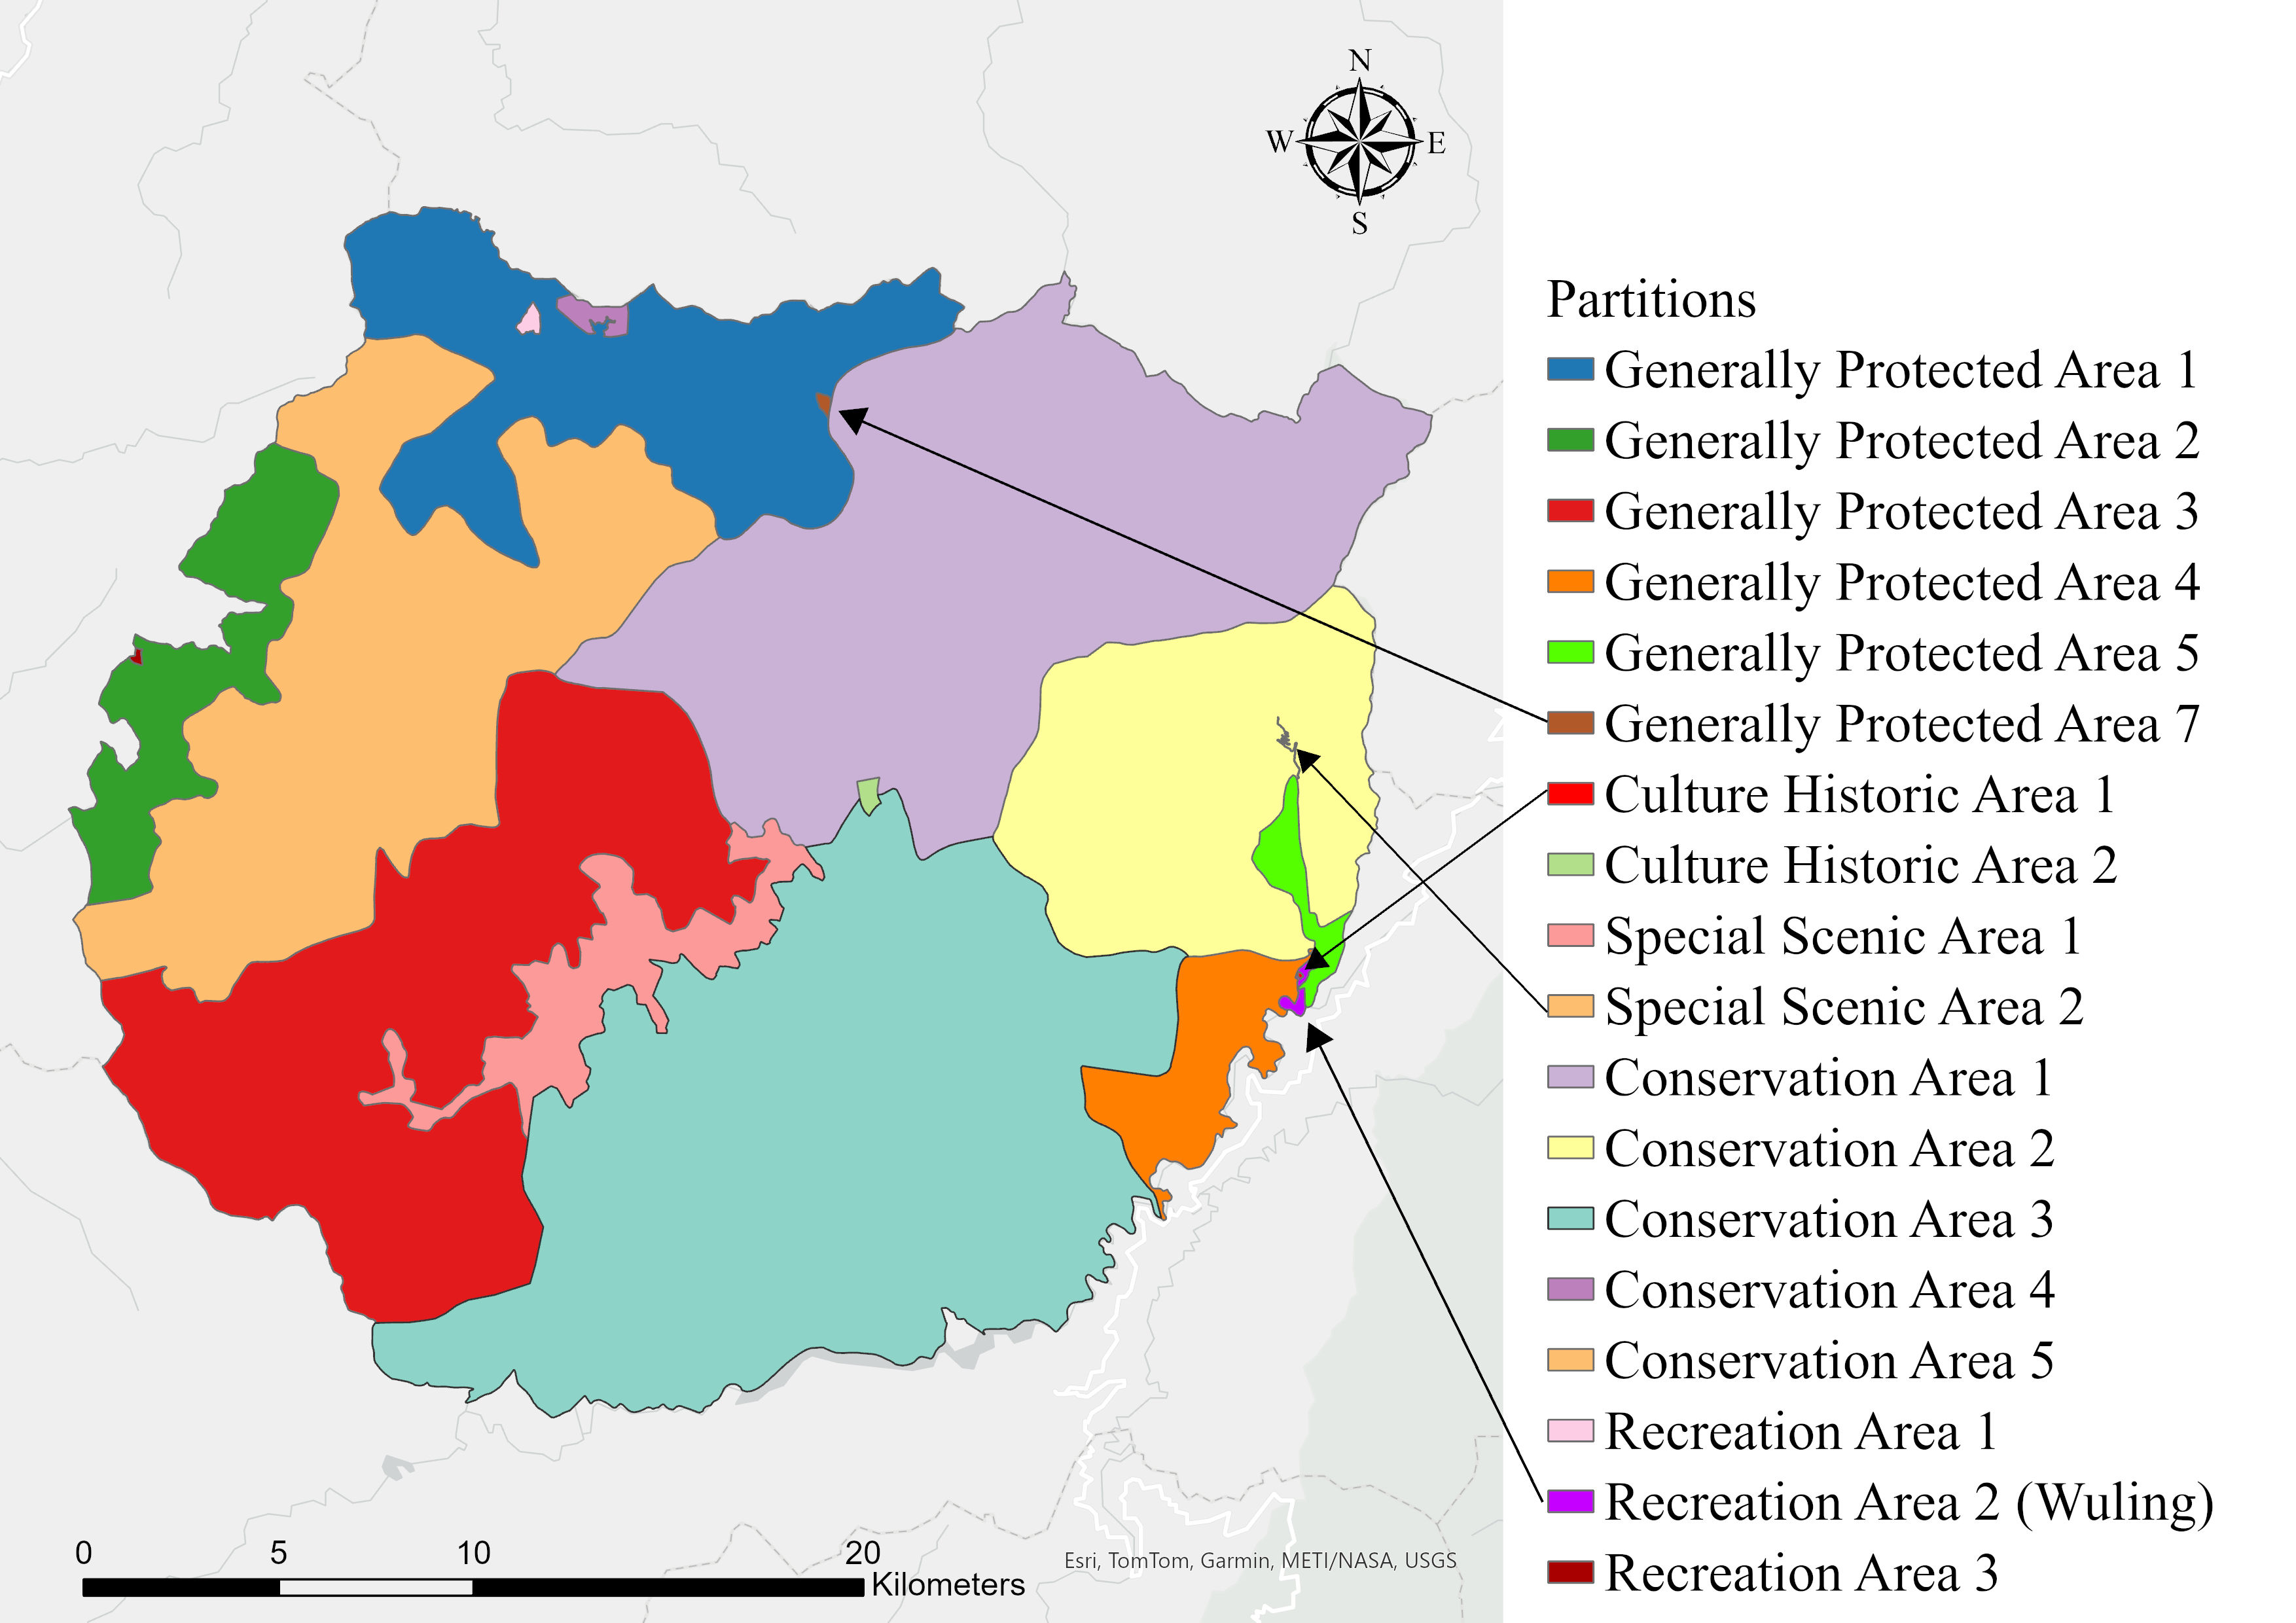 N
W
E
S
Partitions
Generally Protected Area 1
Generally Protected Area 2
Generally Protected Area 3
Generally Protected Area 4
Generally Protected Area 5
Generally Protected Area 7
Culture Historic Area 1
Culture Historic Area 2
Special Scenic Area 1
Special Scenic Area 2
Conservation Area 1
Conservation Area 2
Conservation Area 3
Conservation Area 4
Conservation Area 5
Recreation Area 1
Recreation Area 2 (Wuling)
Recreation Area 3
0 5 10 20
Kilometers
Esri, TomTom, Garmin, METI/NASA, USGS